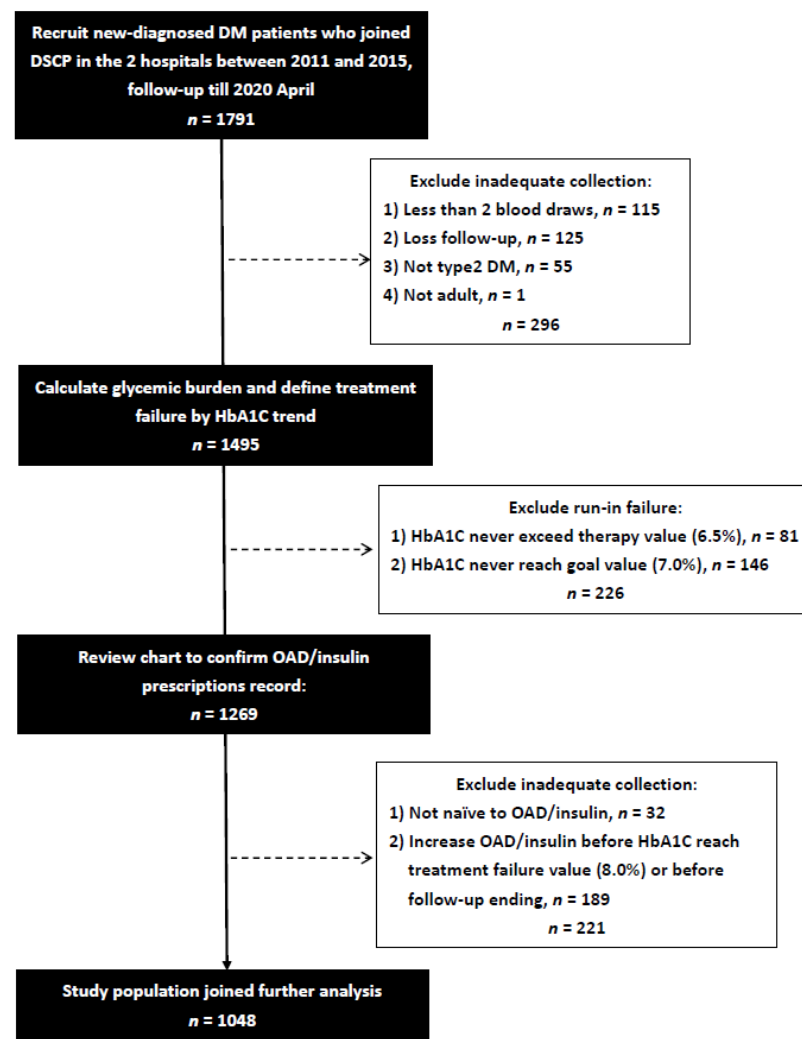 Recruit new-diagnosed DM patients who joined
DSCP in the 2 hospitals between 2011 and 2015,
follow-up till 2020 April
n = 1791
Exclude inadequate collection:
1) Less than 2 blood draws, n = 115
2) Loss follow-up, n = 125
3) Not type2 DM, n = 55
4) Not adult, n = 1
n = 296
Calculate glycemic burden and define treatment
failure by HbA1C trend
n = 1495
Exclude run-in failure:
1) HbA1C never exceed therapy value (6.5%), n = 81
2) HbA1C never reach goal value (7.0%), n = 146
n = 226
Review chart to confirm OAD/insulin
prescriptions record:
n = 1269
Exclude inadequate collection:
1) Not naïve to OAD/insulin, n = 32
2) Increase OAD/insulin before HbA1C reach
treatment failure value (8.0%) or before
follow-up ending, n = 189
n = 221
Study population joined further analysis
n = 1048